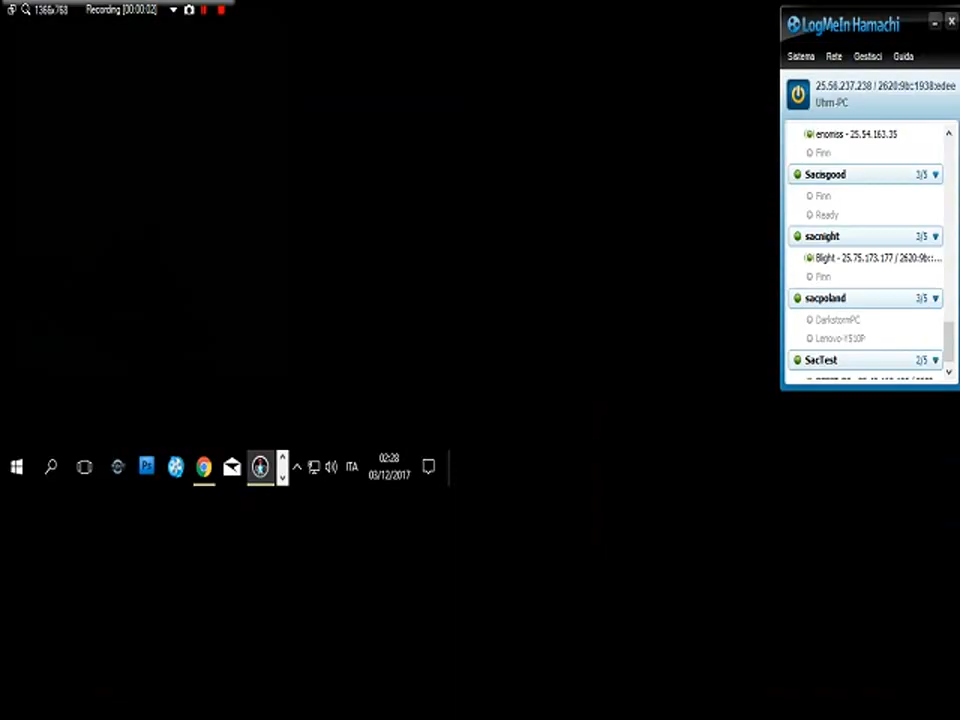 1366x768 Recording [00:00:02]
LogMeIn Hamachi
Sistema Rete Gestisci Guida
25.56.237.238 / 2620:9b::1938:edee
Uhm-PC
enomiss - 25.54.163.35
Finn
Sacisgood 3/5
Finn
Ready
sacnight 3/5
Blight - 25.75.173.177 / 2620:9b::...
Finn
sacpoland 3/5
DarkstormPC
Lenovo-Y510P
SacTest 2/5
Ps ITA 02:28
03/12/2017